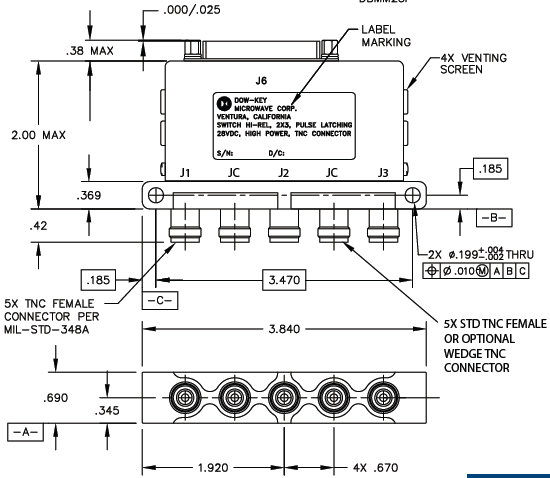 .000/.025
.38 MAX
LABEL
MARKING
4X VENTING
SCREEN
J6
DOW-KEY
MICROWAVE CORP.
VENTURA, CALIFORNIA
SWITCH HI-REL, 2X3, PULSE LATCHING
28VDC, HIGH POWER, TNC CONNECTOR
S/N: D/C:
2.00 MAX
J1 JC J2 JC J3
.185
.369
-B-
.42
2X ø.199 +.004 -.002 THRU
⌖ ø.010 Ⓜ A B C
.185
3.470
-C-
5X TNC FEMALE
CONNECTOR PER
MIL-STD-348A
3.840
5X STD TNC FEMALE
OR OPTIONAL
WEDGE TNC
CONNECTOR
.690
.345
-A-
1.920
4X .670